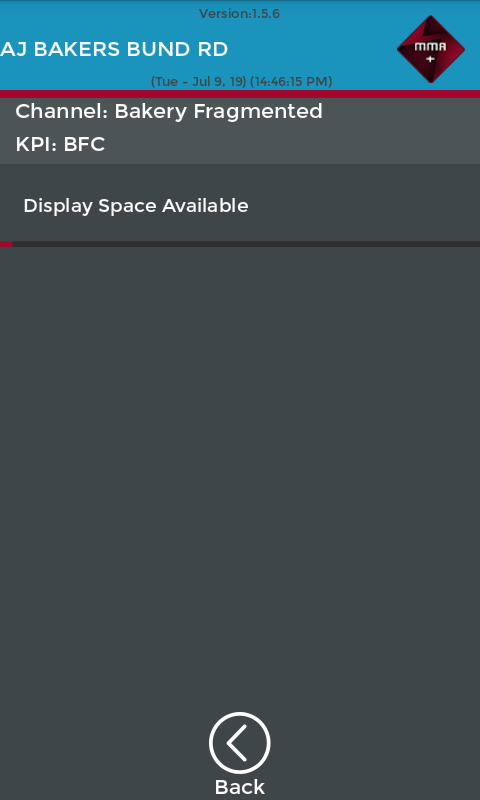 Version:1.5.6
AJ BAKERS BUND RD
MMA
+
(Tue - Jul 9, 19) (14:46:15 PM)
Channel: Bakery Fragmented
KPI: BFC
Display Space Available
Back